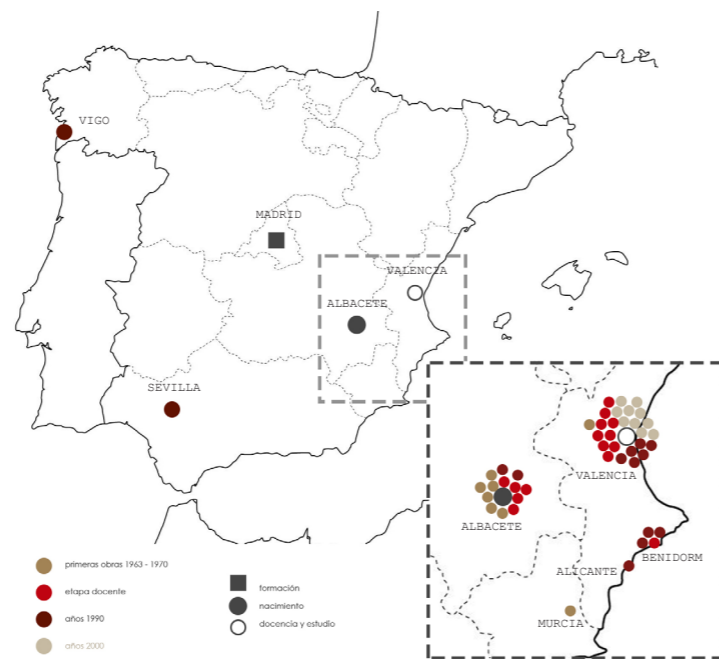 VIGO
MADRID
VALENCIA
ALBACETE
SEVILLA
VALENCIA
ALBACETE
BENIDORM
ALICANTE
MURCIA
primeras obras 1963 - 1970
etapa docente
años 1990
años 2000
formación
nacimiento
docencia y estudio